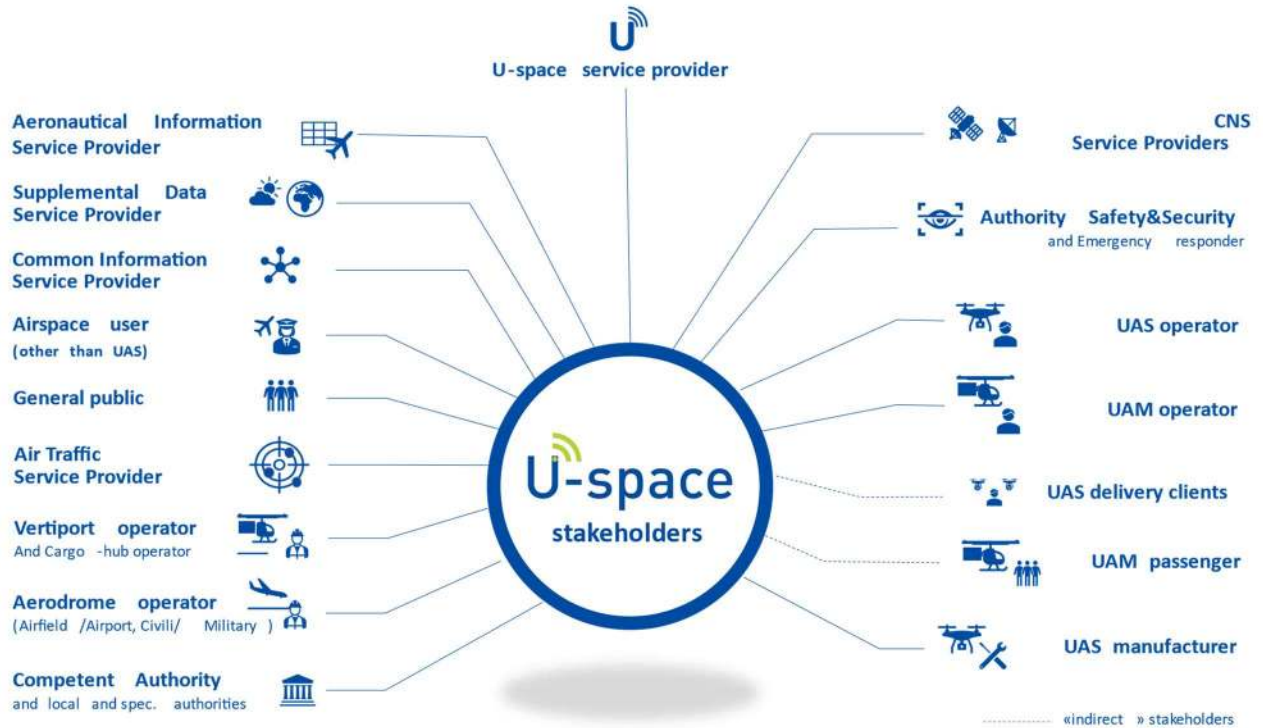 U
U-space service provider
Aeronautical Information
Service Provider
Supplemental Data
Service Provider
Common Information
Service Provider
Airspace user
(other than UAS)
General public
Air Traffic
Service Provider
Vertiport operator
And Cargo -hub operator
Aerodrome operator
(Airfield /Airport, Civili/ Military )
Competent Authority
and local and spec. authorities
U-space
stakeholders
CNS
Service Providers
Authority Safety&Security
and Emergency responder
UAS operator
UAM operator
UAS delivery clients
UAM passenger
UAS manufacturer
«indirect » stakeholders